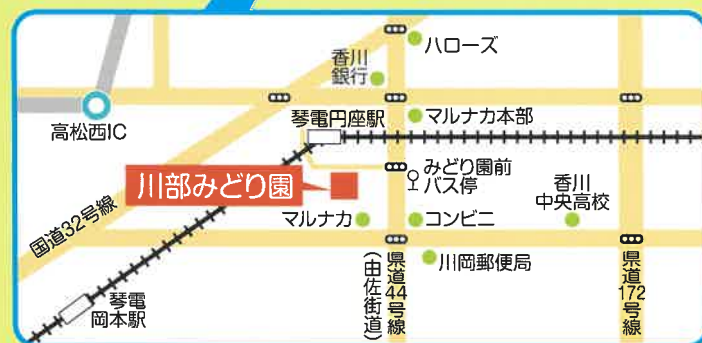 ハローズ
香川
銀行
高松西IC
琴電円座駅
マルナカ本部
川部みどり園
みどり園前
バス停
香川
中央高校
国道32号線
マルナカ
コンビニ
川岡郵便局
県道44号線
(由佐街道)
県道172号線
琴電
岡本駅